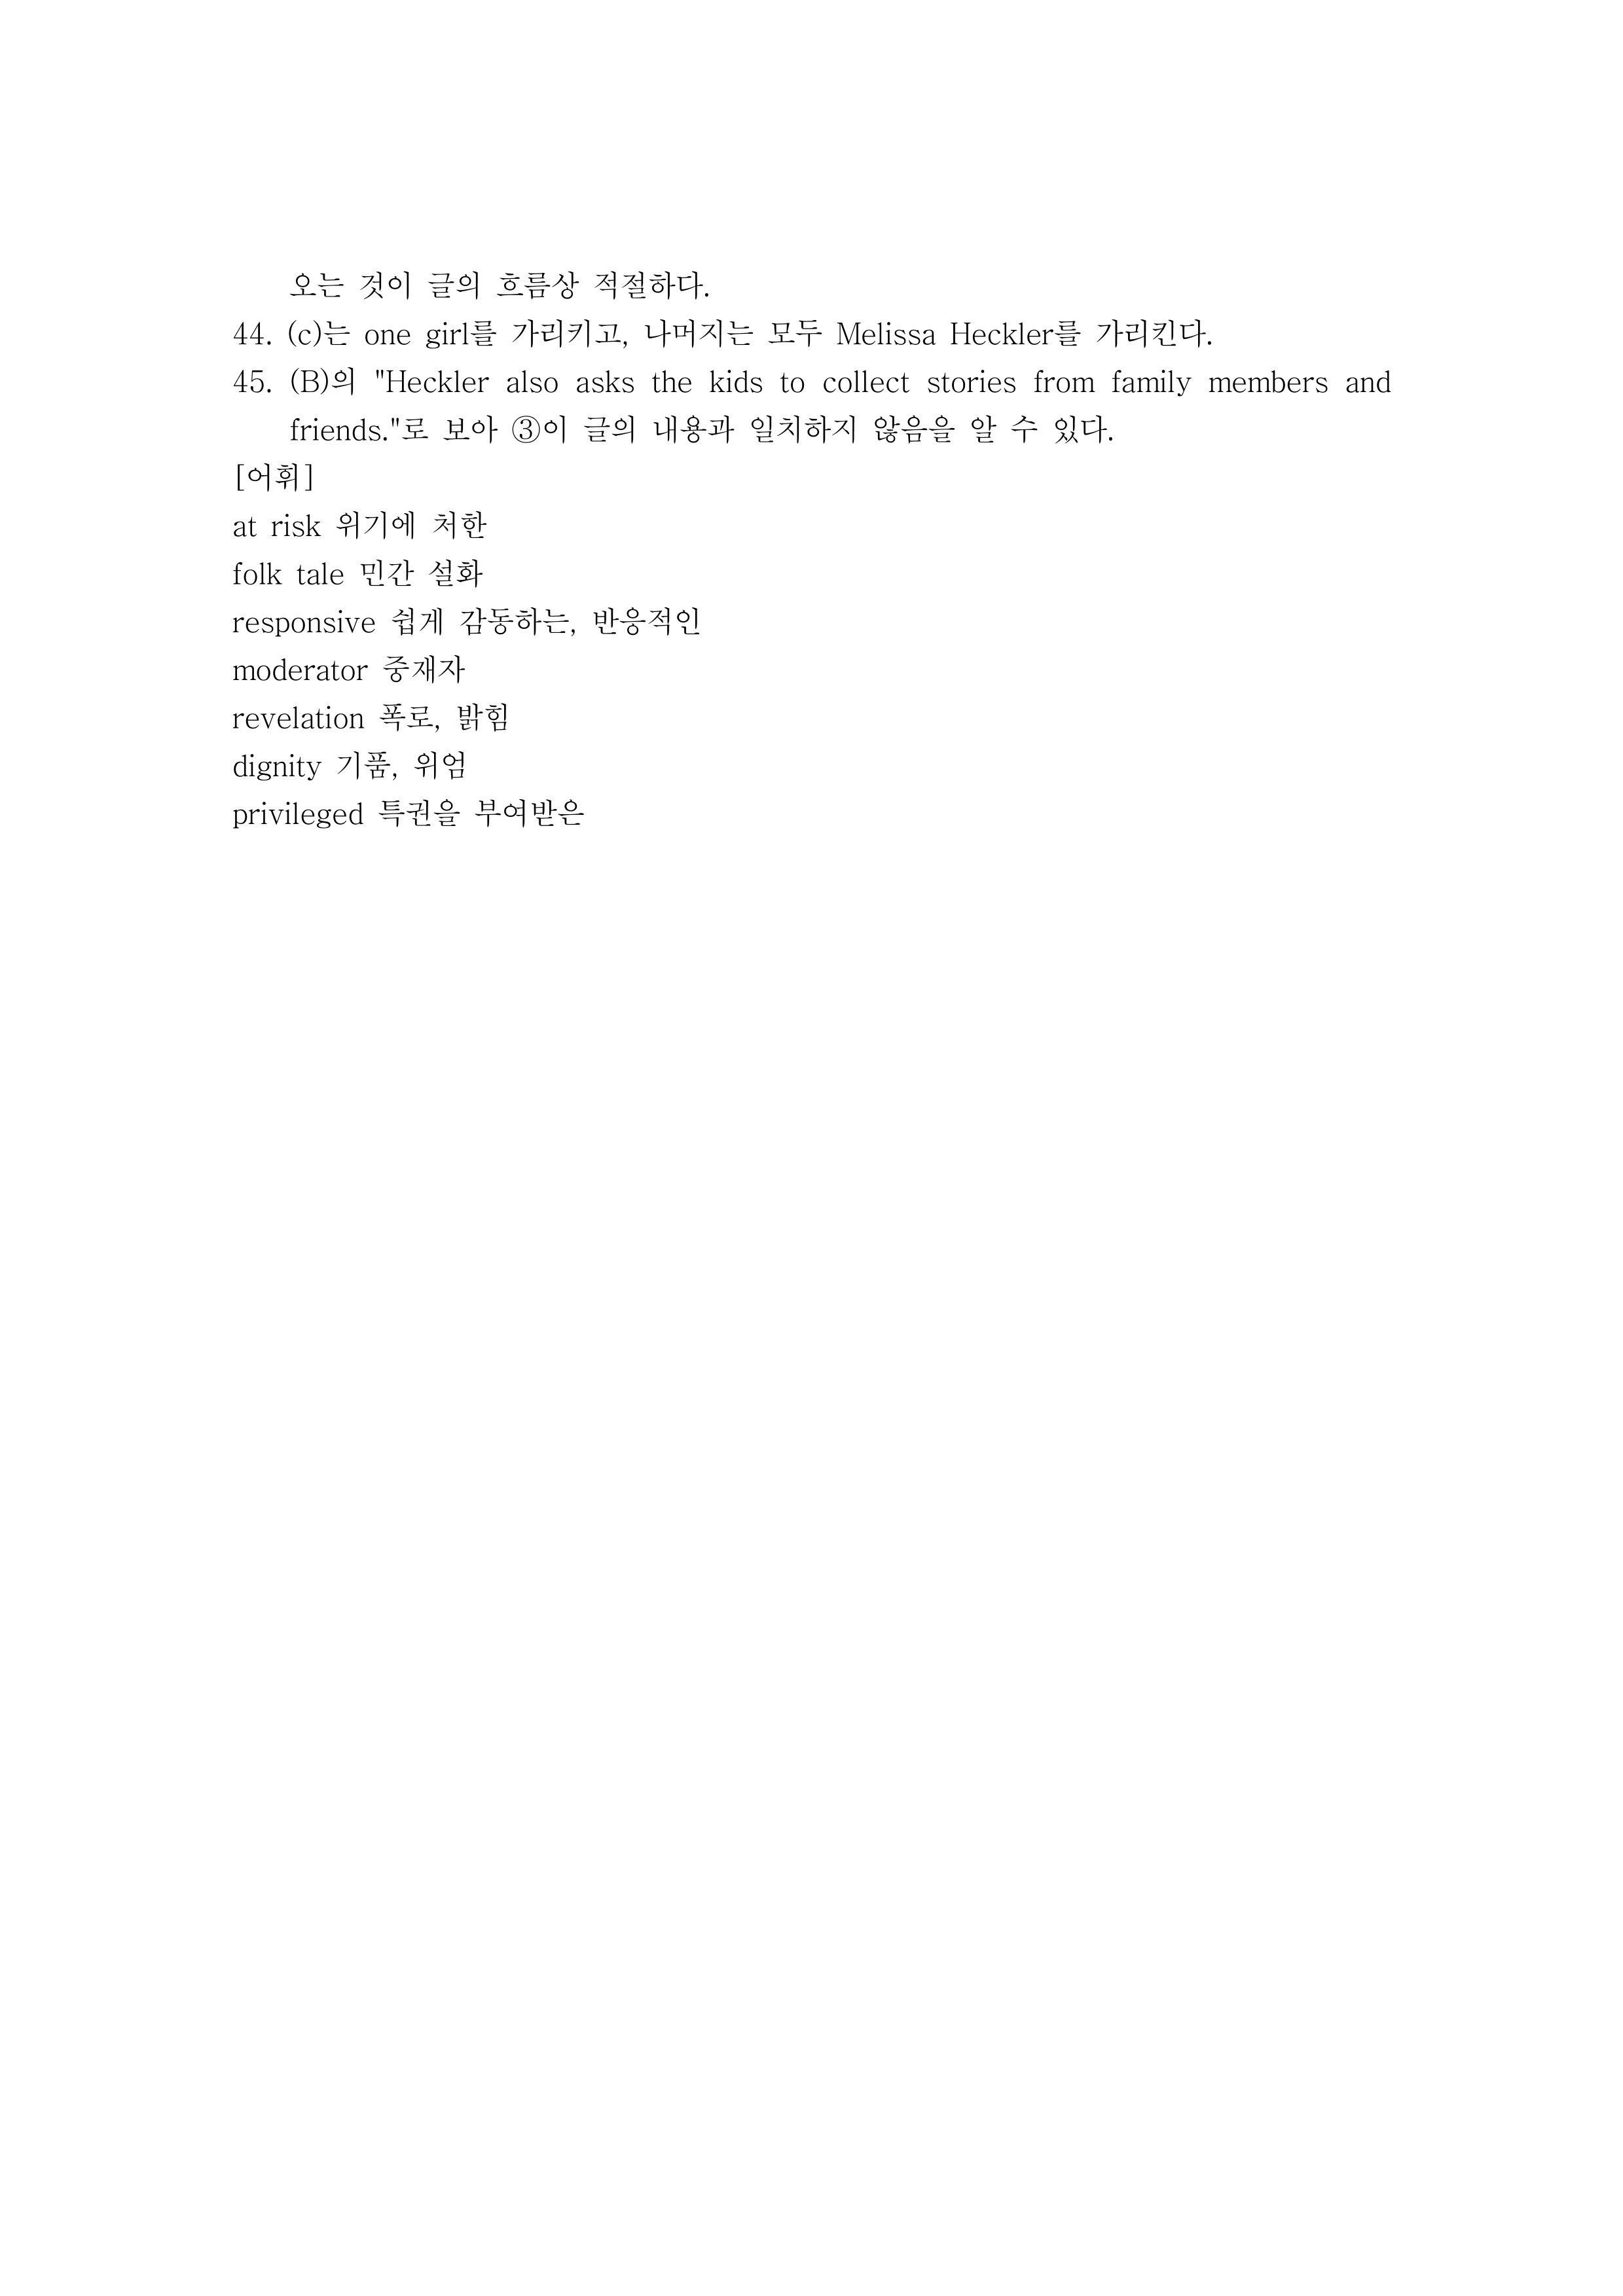 오는 것이 글의 흐름상 적절하다.
44. (c)는 one girl를 가리키고, 나머지는 모두 Melissa Heckler를 가리킨다.
45. (B)의 "Heckler also asks the kids to collect stories from family members and
friends."로 보아 ③이 글의 내용과 일치하지 않음을 알 수 있다.
[어휘]
at risk 위기에 처한
folk tale 민간 설화
responsive 쉽게 감동하는, 반응적인
moderator 중재자
revelation 폭로, 밝힘
dignity 기품, 위엄
privileged 특권을 부여받은